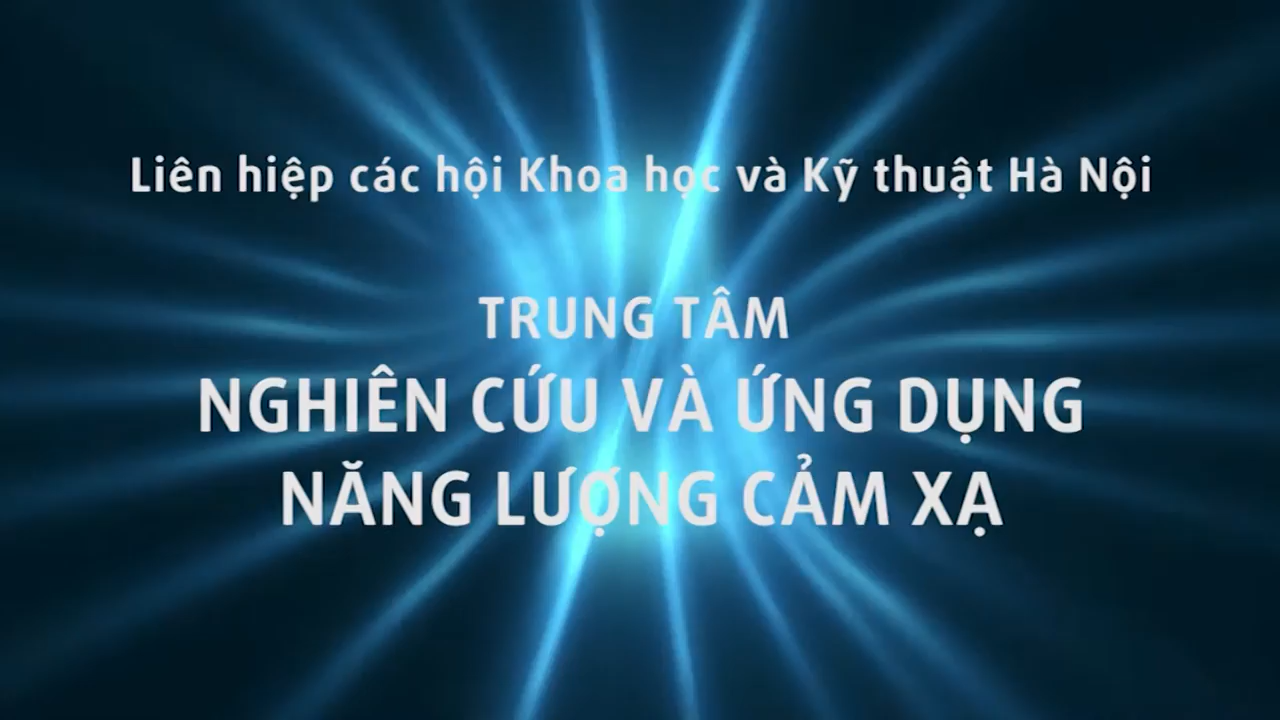 Liên hiệp các hội Khoa học và Kỹ thuật Hà Nội
TRUNG TÂM
NGHIÊN CỨU VÀ ỨNG DỤNG
NĂNG LƯỢNG CẢM XẠ